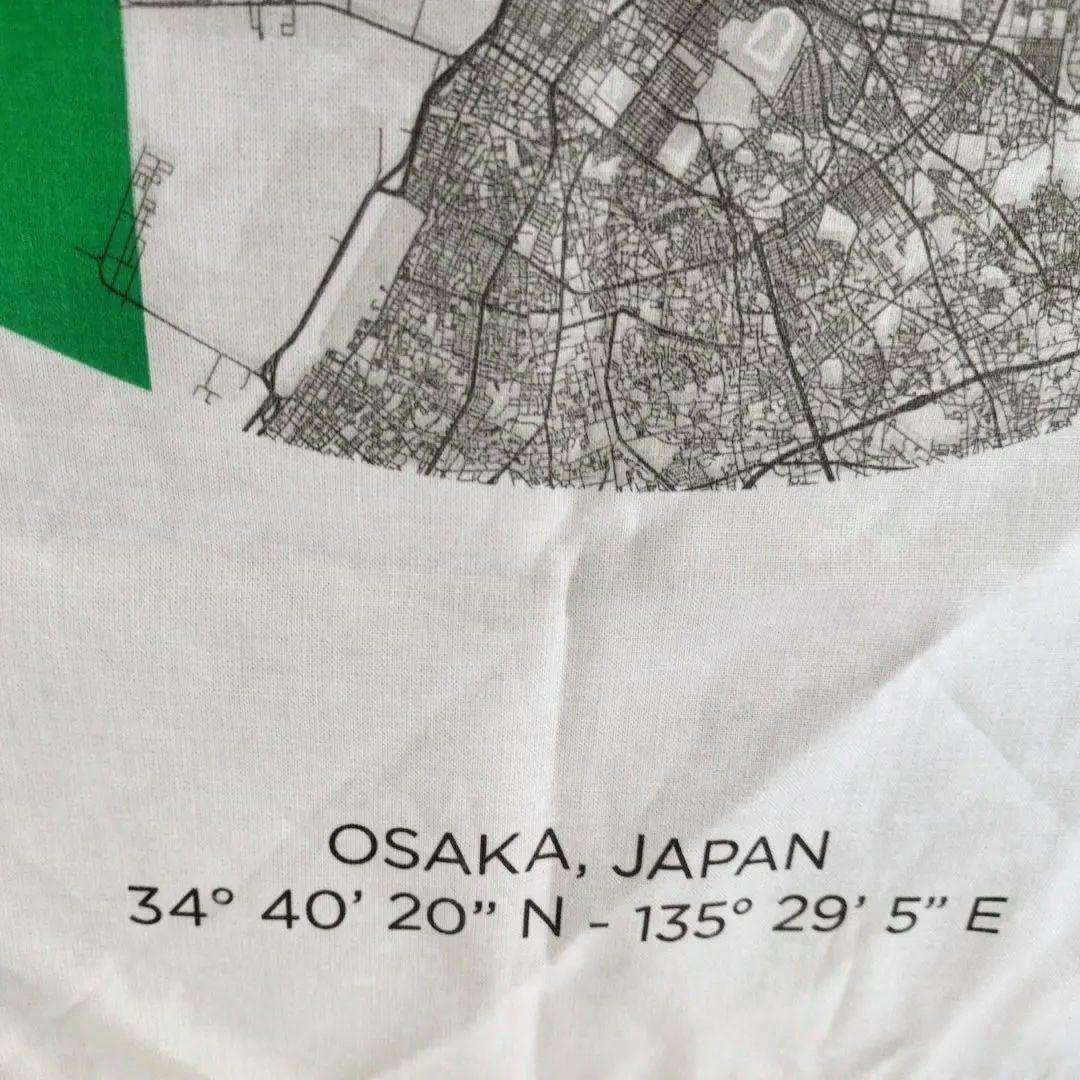 OSAKA, JAPAN
34° 40’ 20” N - 135° 29’ 5” E